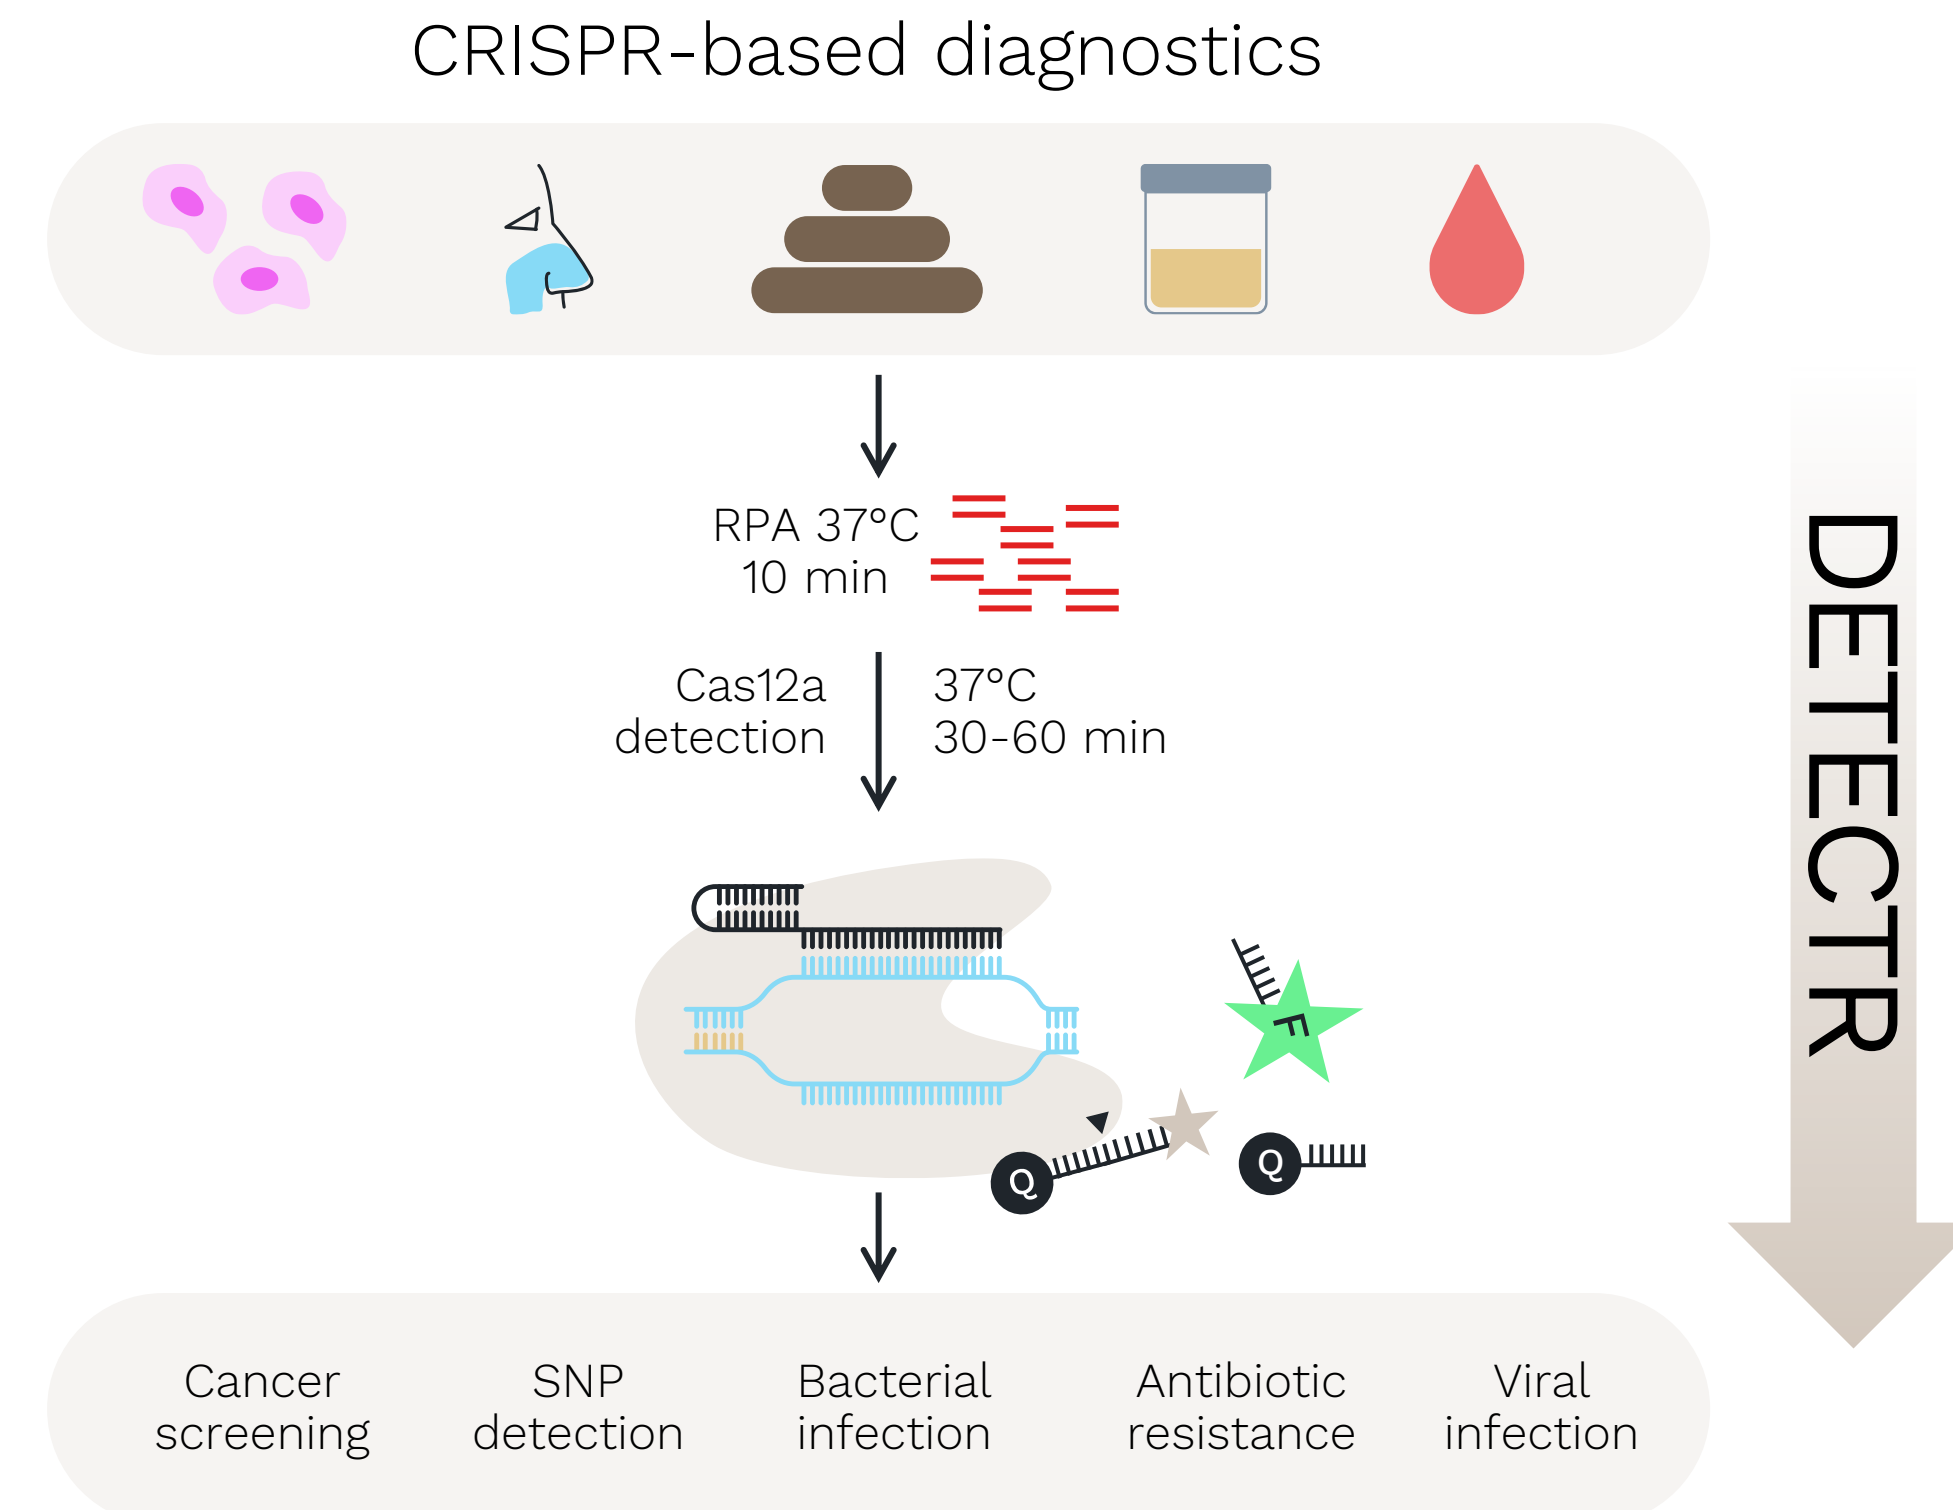 CRISPR-based diagnostics
RPA 37°C
10 min
Cas12a
detection
37°C
30-60 min
F
Q
Q
DETECTR
Cancer
screening
SNP
detection
Bacterial
infection
Antibiotic
resistance
Viral
infection